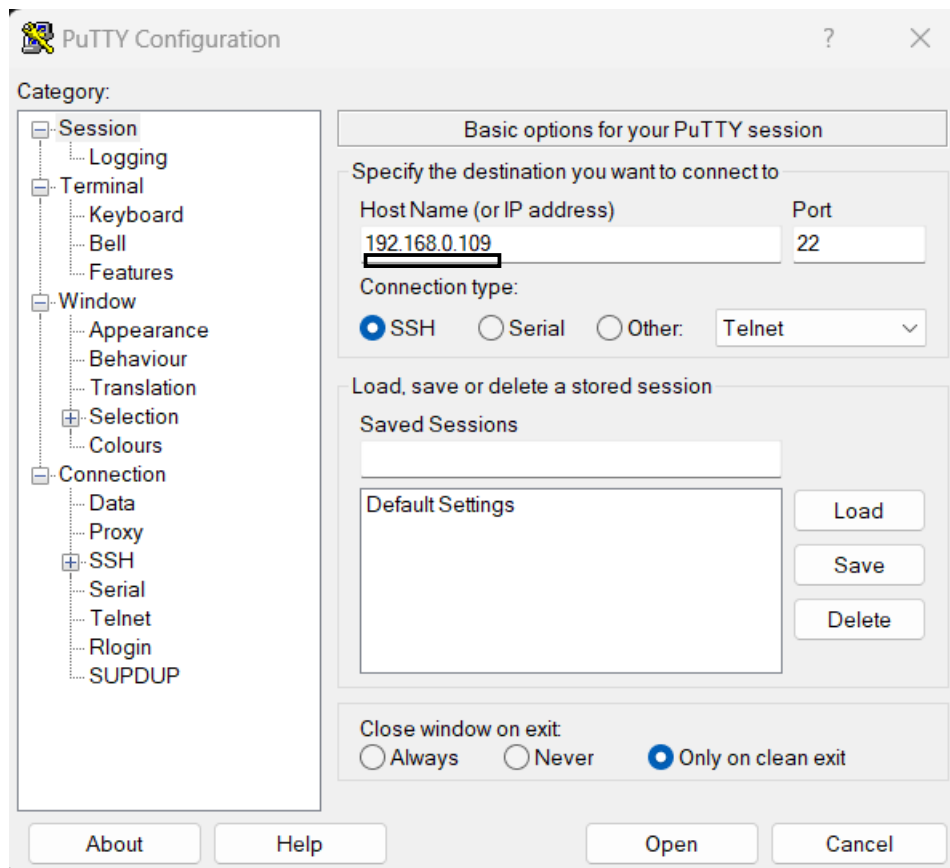 PuTTY Configuration
?
Category:
Session
Logging
Terminal
Keyboard
Bell
Features
Window
Appearance
Behaviour
Translation
Selection
Colours
Connection
Data
Proxy
SSH
Serial
Telnet
Rlogin
SUPDUP
Basic options for your PuTTY session
Specify the destination you want to connect to
Host Name (or IP address) Port
192.168.0.109 22
Connection type:
SSH Serial Other: Telnet
Load, save or delete a stored session
Saved Sessions
Default Settings
Load
Save
Delete
Close window on exit:
Always Never Only on clean exit
About Help Open Cancel